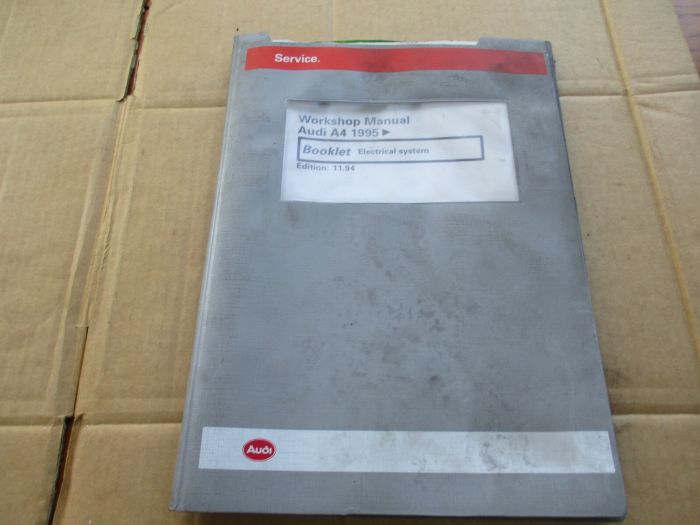 Service.
Workshop Manual
Audi A4 1995 ►
Booklet Electrical system
Edition: 11.94
Audi